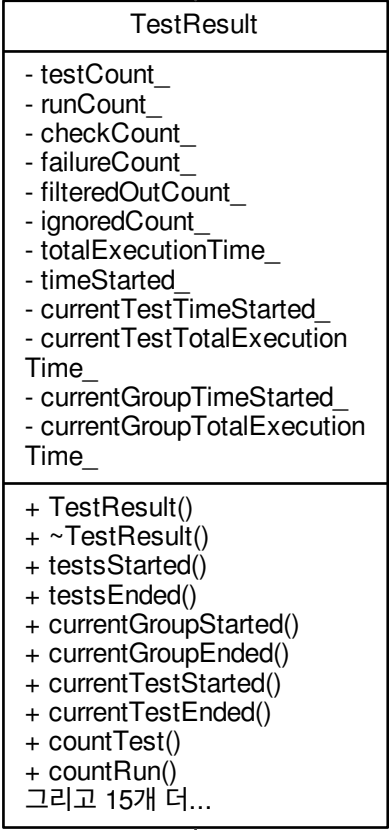 TestResult
- testCount_
- runCount_
- checkCount_
- failureCount_
- filteredOutCount_
- ignoredCount_
- totalExecutionTime_
- timeStarted_
- currentTestTimeStarted_
- currentTestTotalExecution
Time_
- currentGroupTimeStarted_
- currentGroupTotalExecution
Time_
+ TestResult()
+ ~TestResult()
+ testsStarted()
+ testsEnded()
+ currentGroupStarted()
+ currentGroupEnded()
+ currentTestStarted()
+ currentTestEnded()
+ countTest()
+ countRun()
그리고 15개 더...